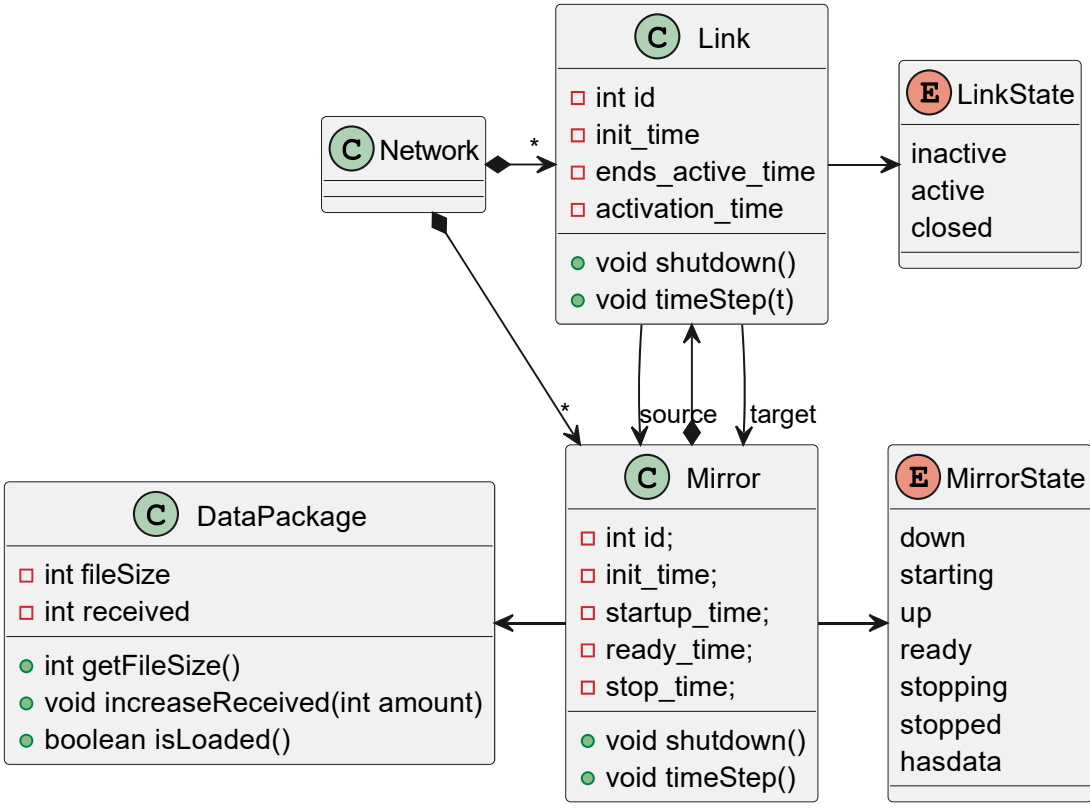 C Link
int id
init_time
ends_active_time
activation_time
void shutdown()
void timeStep(t)
E LinkState
inactive
active
closed
C Network
*
*
source
target
C Mirror
int id;
init_time;
startup_time;
ready_time;
stop_time;
void shutdown()
void timeStep()
E MirrorState
down
starting
up
ready
stopping
stopped
hasdata
C DataPackage
int fileSize
int received
int getFileSize()
void increaseReceived(int amount)
boolean isLoaded()